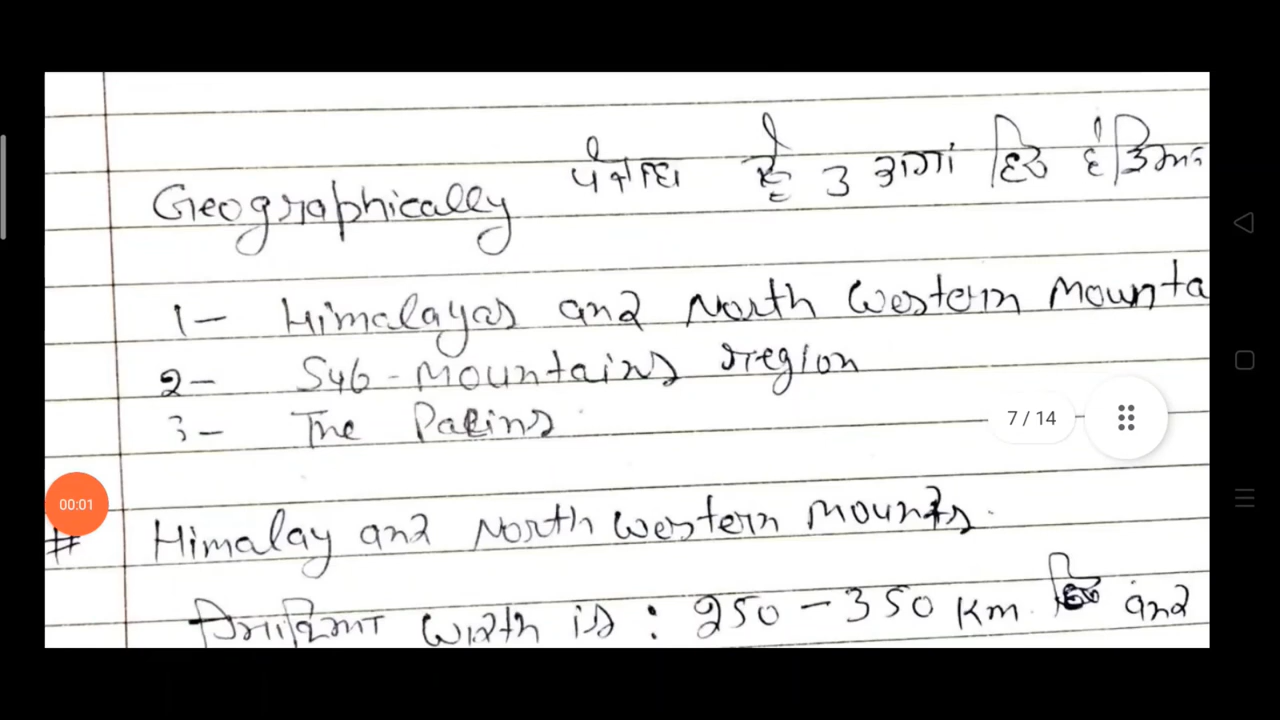 Geographically ਪੰਜਾਬ ਨੂੰ 3 ਭਾਗਾਂ ਵਿੱਚ
1- Himalayas and North Western Mounta
2- Sub-Mountains region
3- The Palins
7 / 14
00:01
# Himalay and North Western mounts.
width is : 250 - 350 Km. and